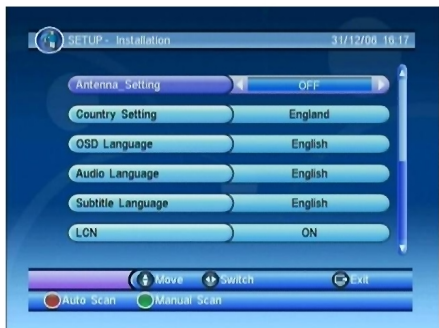 SETUP - Installation 31/12/06 16:17
Antenna_Setting OFF
Country Setting England
OSD Language English
Audio Language English
Subtitle Language English
LCN ON
Move Switch Exit
Auto Scan Manual Scan